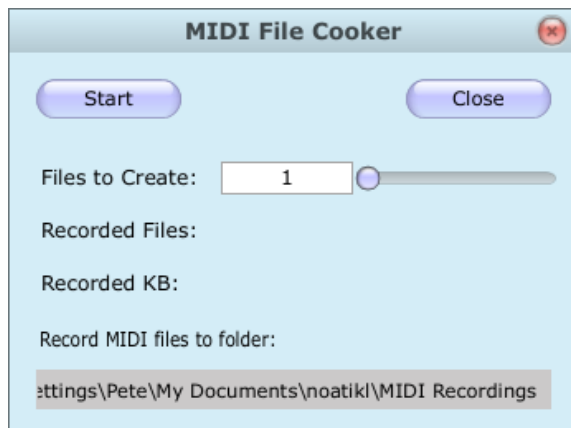 MIDI File Cooker
Start Close
Files to Create: 1
Recorded Files:
Recorded KB:
Record MIDI files to folder:
ettings\Pete\My Documents\noatikl\MIDI Recordings